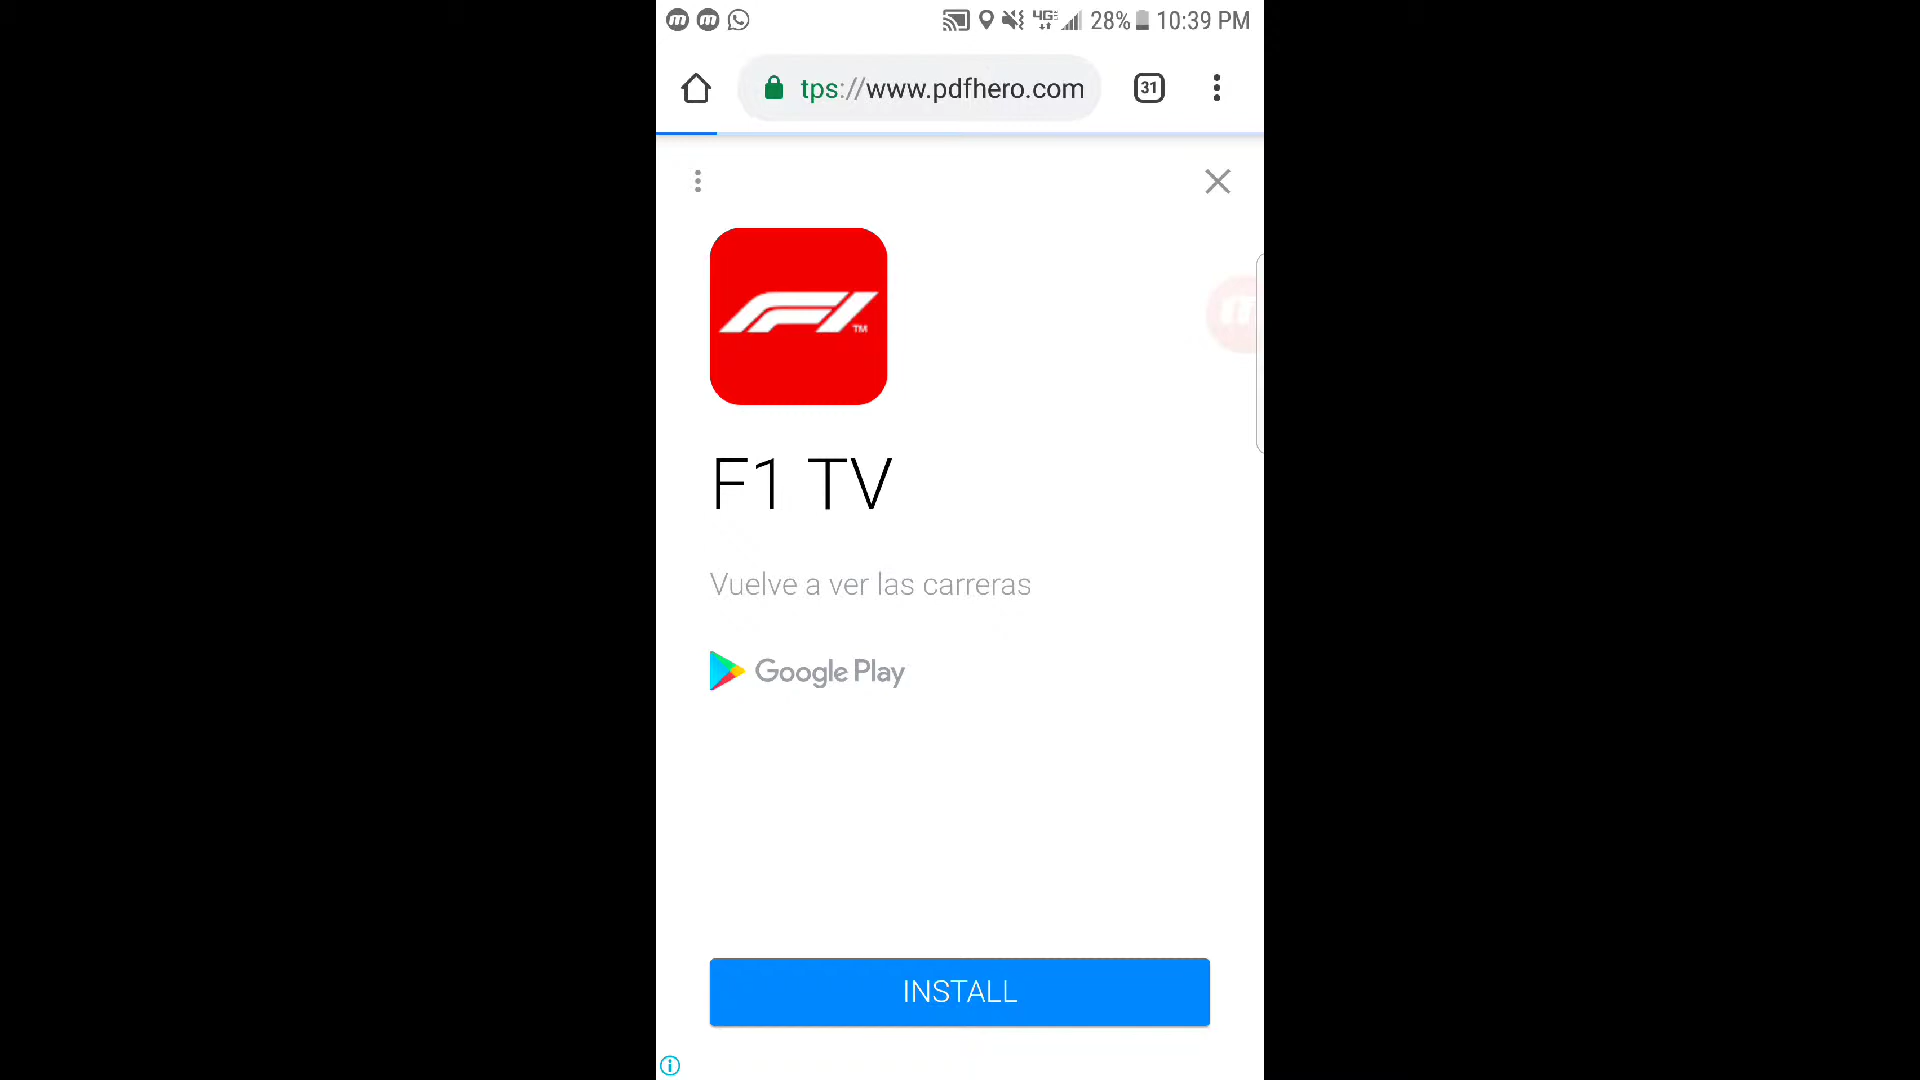 28% 10:39 PM
tps://www.pdfhero.com 31
F1 TM
F1 TV
Vuelve a ver las carreras
Google Play
INSTALL